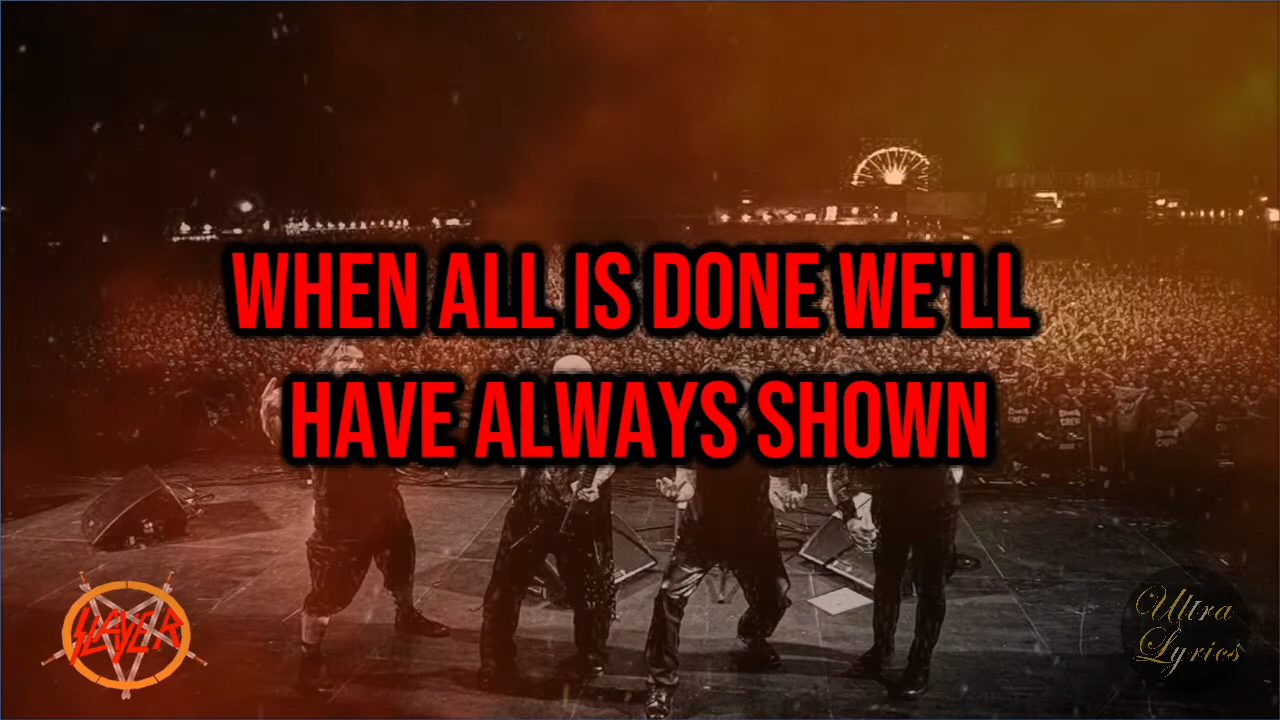 WHEN ALL IS DONE WE'LL
HAVE ALWAYS SHOWN
SLAYER
Ultra
Lyrics